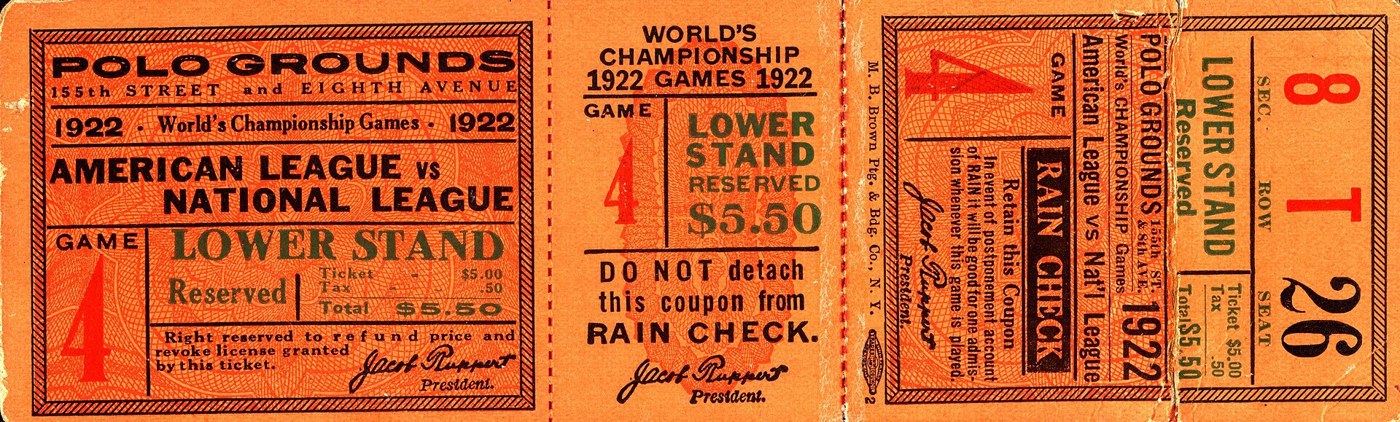 POLO GROUNDS
155th STREET and EIGHTH AVENUE
1922 - World's Championship Games - 1922
AMERICAN LEAGUE vs
NATIONAL LEAGUE
GAME
4
LOWER STAND
Reserved
Ticket - $5.00
Tax - .50
Total $5.50
Right reserved to refund price and
revoke license granted
by this ticket.
Jacob Ruppert
President.
WORLD'S
CHAMPIONSHIP
1922 GAMES 1922
GAME
4
LOWER
STAND
RESERVED
$5.50
DO NOT detach
this coupon from
RAIN CHECK.
Jacob Ruppert
President.
M. B. Brown Ptg. & Bdg. Co., N. Y.
2
8 T 26
SEC. ROW SEAT
LOWER STAND
Reserved
Ticket $5.00
Tax .50
Total $5.50
POLO GROUNDS 155th ST. & 8th AVE.
World's CHAMPIONSHIP Games 1922
American League vs Nat'l League
GAME
4
RAIN CHECK
Retain this Coupon
In event of postponement account
of RAIN it will be good for one admis-
sion whenever this game is played.
Jacob Ruppert
President.